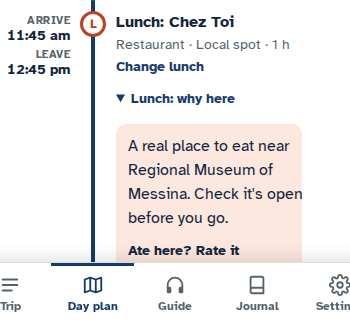 ARRIVE
11:45 am
LEAVE
12:45 pm
L
Lunch: Chez Toi
Restaurant · Local spot · 1 h
Change lunch
▼ Lunch: why here
A real place to eat near
Regional Museum of
Messina. Check it's open
before you go.
Ate here? Rate it
Trip
Day plan
Guide
Journal
Settin